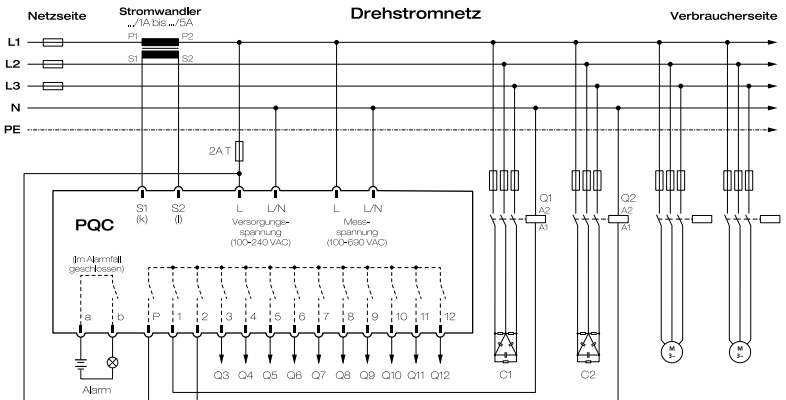 Netzseite
Stromwandler
.../1A bis .../5A
Drehstromnetz
Verbraucherseite
P1 P2
L1
S1 S2
L2
L3
N
PE
2A T
S1 (k)
S2 (l)
L
L/N
L
L/N
Versorgungs-
spannung
(100-240 VAC)
Mess-
spannung
(100-690 VAC)
PQC
(Im Alarmfall
geschlossen)
Q1
A2
A1
Q2
A2
A1
a b P 1 2 3 4 5 6 7 8 9 10 11 12
M
3~
M
3~
Q3 Q4 Q5 Q6 Q7 Q8 Q9 Q10 Q11 Q12
C1
C2
Alarm